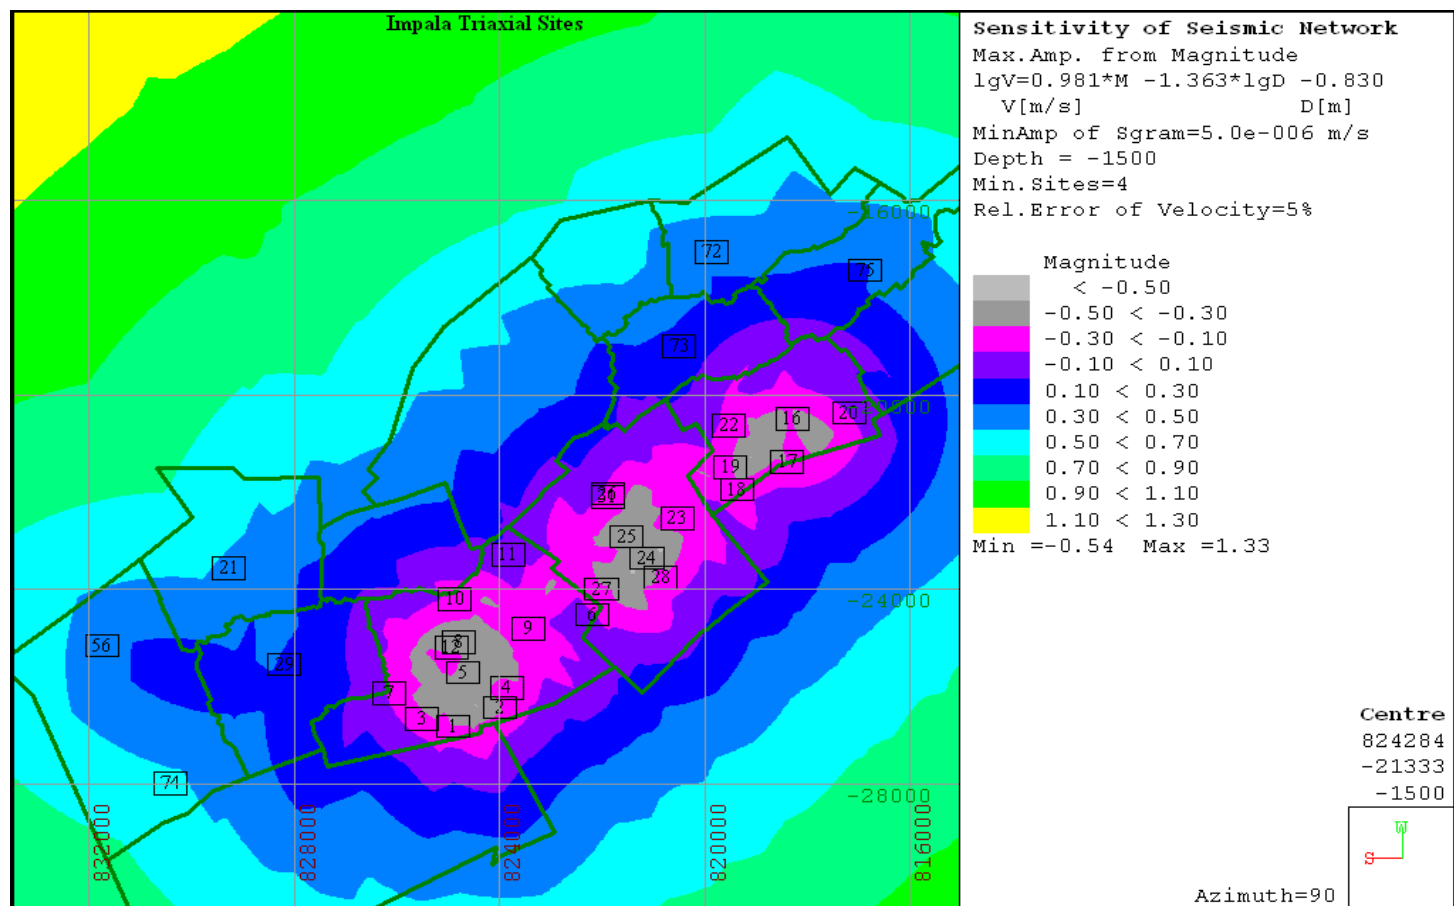 Impala Triaxial Sites
Sensitivity of Seismic Network
Max.Amp. from Magnitude
lgV=0.981*M -1.363*lgD -0.830
V[m/s] D[m]
MinAmp of Sgram=5.0e-006 m/s
Depth = -1500
Min.Sites=4
Rel.Error of Velocity=5%
Magnitude
< -0.50
-0.50 < -0.30
-0.30 < -0.10
-0.10 < 0.10
0.10 < 0.30
0.30 < 0.50
0.50 < 0.70
0.70 < 0.90
0.90 < 1.10
1.10 < 1.30
Min =-0.54 Max =1.33
Centre
824284
-21333
-1500
W
S
Azimuth=90
-16000
72
75
73
20
-20000
16
22
19
17
18
26
23
25
24
28
11
21
27
-24000
10
6
9
8
12
56
29
5
4
7
2
3
1
74
-28000
832000
828000
824000
820000
816000